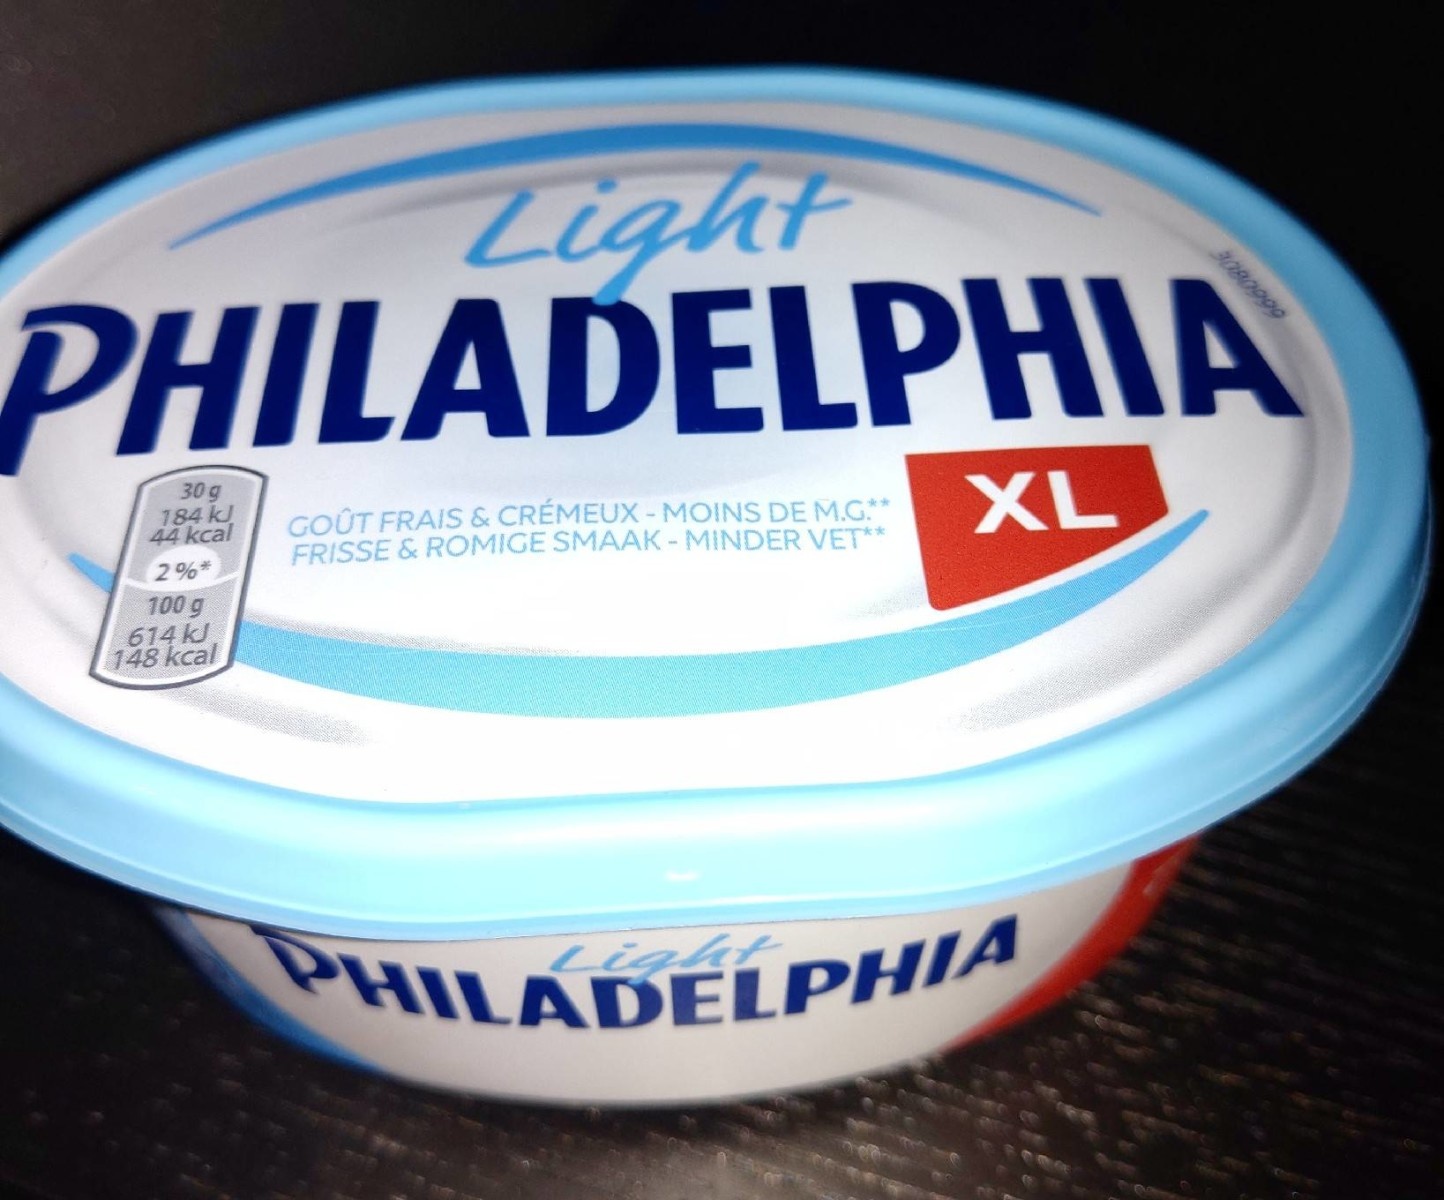 Light
PHILADELPHIA
XL
30 g
184 kJ
44 kcal
2 %*
100 g
614 kJ
148 kcal
GOÛT FRAIS & CRÉMEUX - MOINS DE M.G.**
FRISSE & ROMIGE SMAAK - MINDER VET**
Light
PHILADELPHIA